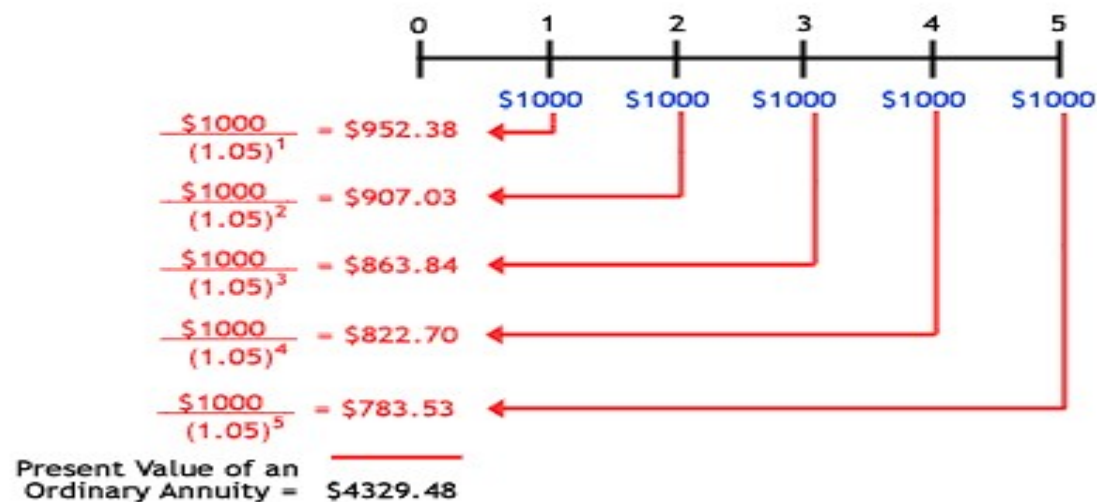 0 1 2 3 4 5
$1000 $1000 $1000 $1000 $1000
$1000
(1.05)¹ = $952.38
$1000
(1.05)² = $907.03
$1000
(1.05)³ = $863.84
$1000
(1.05)⁴ = $822.70
$1000
(1.05)⁵ = $783.53
Present Value of an
Ordinary Annuity = $4329.48